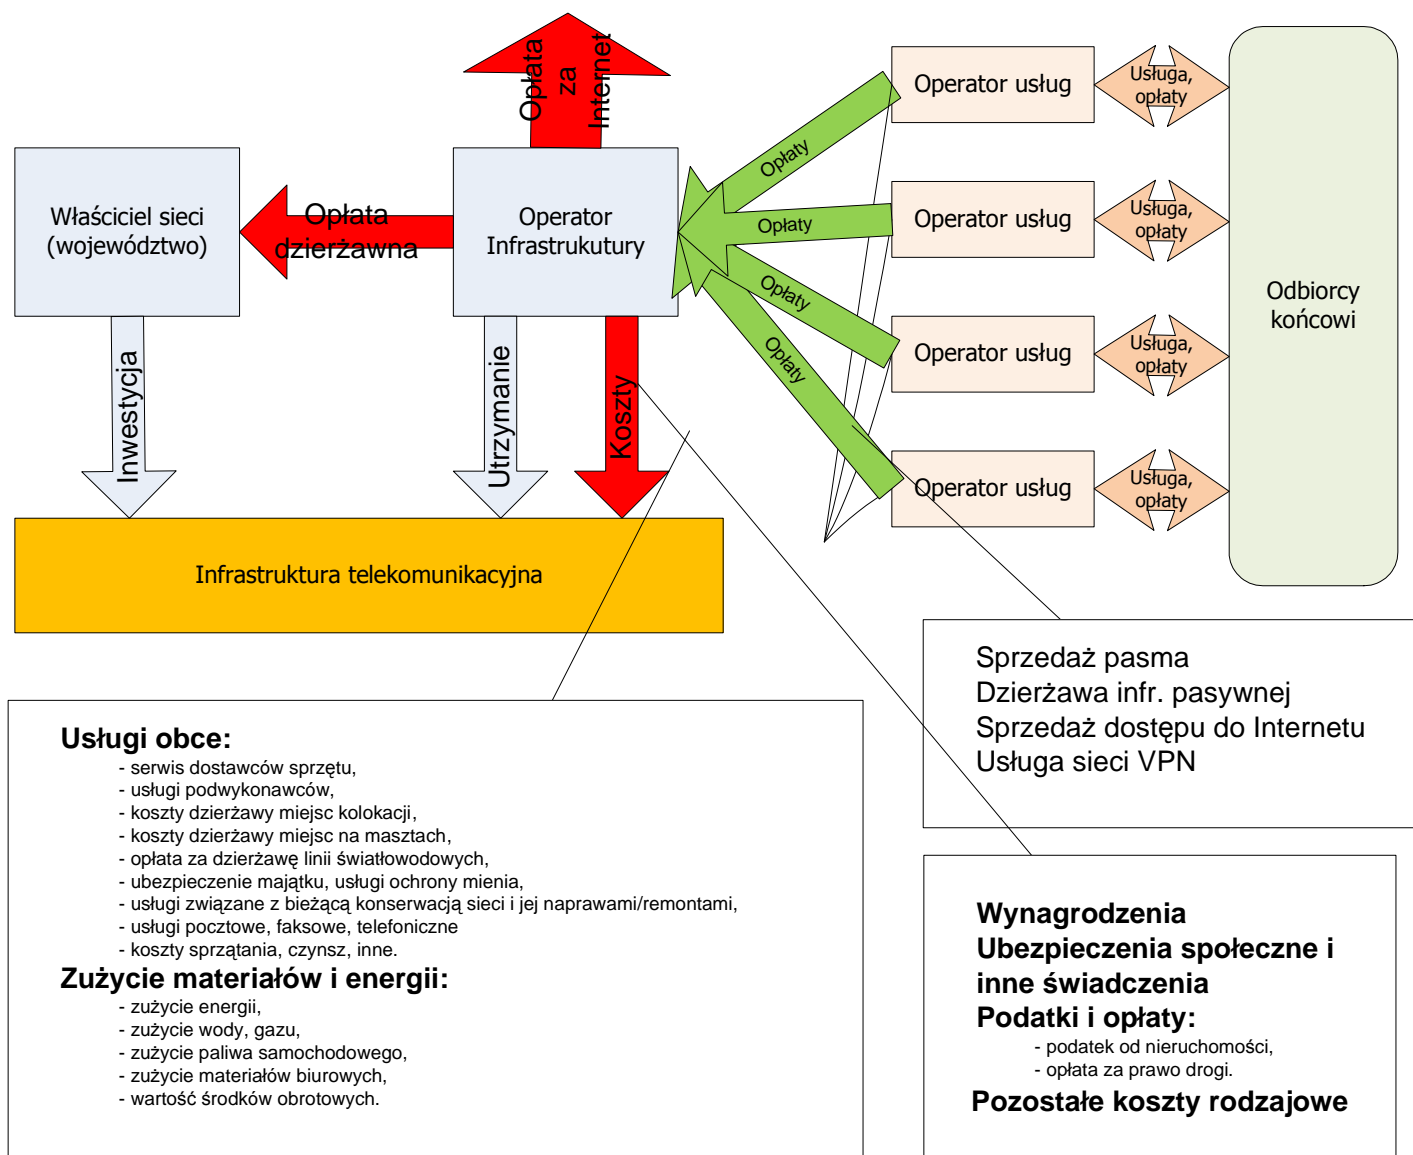 Opłata
za
Internet
Właściciel sieci
(województwo)
Opłata
dzierżawna
Operator
Infrastrukutury
Opłaty
Opłaty
Opłaty
Opłaty
Operator usług
Operator usług
Operator usług
Operator usług
Usługa,
opłaty
Usługa,
opłaty
Usługa,
opłaty
Usługa,
opłaty
Odbiorcy
końcowi
Inwestycja
Utrzymanie
Koszty
Infrastruktura telekomunikacyjna
Sprzedaż pasma
Dzierżawa infr. pasywnej
Sprzedaż dostępu do Internetu
Usługa sieci VPN
Usługi obce:
- serwis dostawców sprzętu,
- usługi podwykonawców,
- koszty dzierżawy miejsc kolokacji,
- koszty dzierżawy miejsc na masztach,
- opłata za dzierżawę linii światłowodowych,
- ubezpieczenie majątku, usługi ochrony mienia,
- usługi związane z bieżącą konserwacją sieci i jej naprawami/remontami,
- usługi pocztowe, faksowe, telefoniczne
- koszty sprzątania, czynsz, inne.
Zużycie materiałów i energii:
- zużycie energii,
- zużycie wody, gazu,
- zużycie paliwa samochodowego,
- zużycie materiałów biurowych,
- wartość środków obrotowych.
Wynagrodzenia
Ubezpieczenia społeczne i
inne świadczenia
Podatki i opłaty:
- podatek od nieruchomości,
- opłata za prawo drogi.
Pozostałe koszty rodzajowe